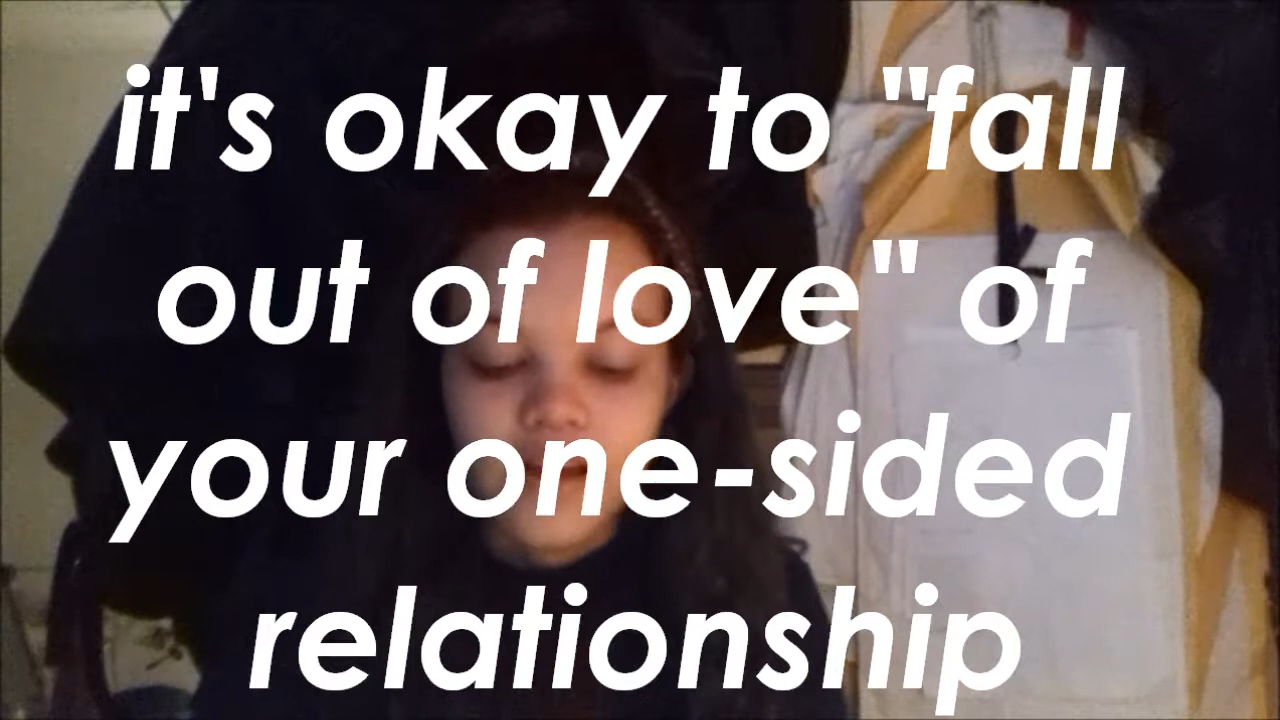 it's okay to "fall
out of love" of
your one-sided
relationship